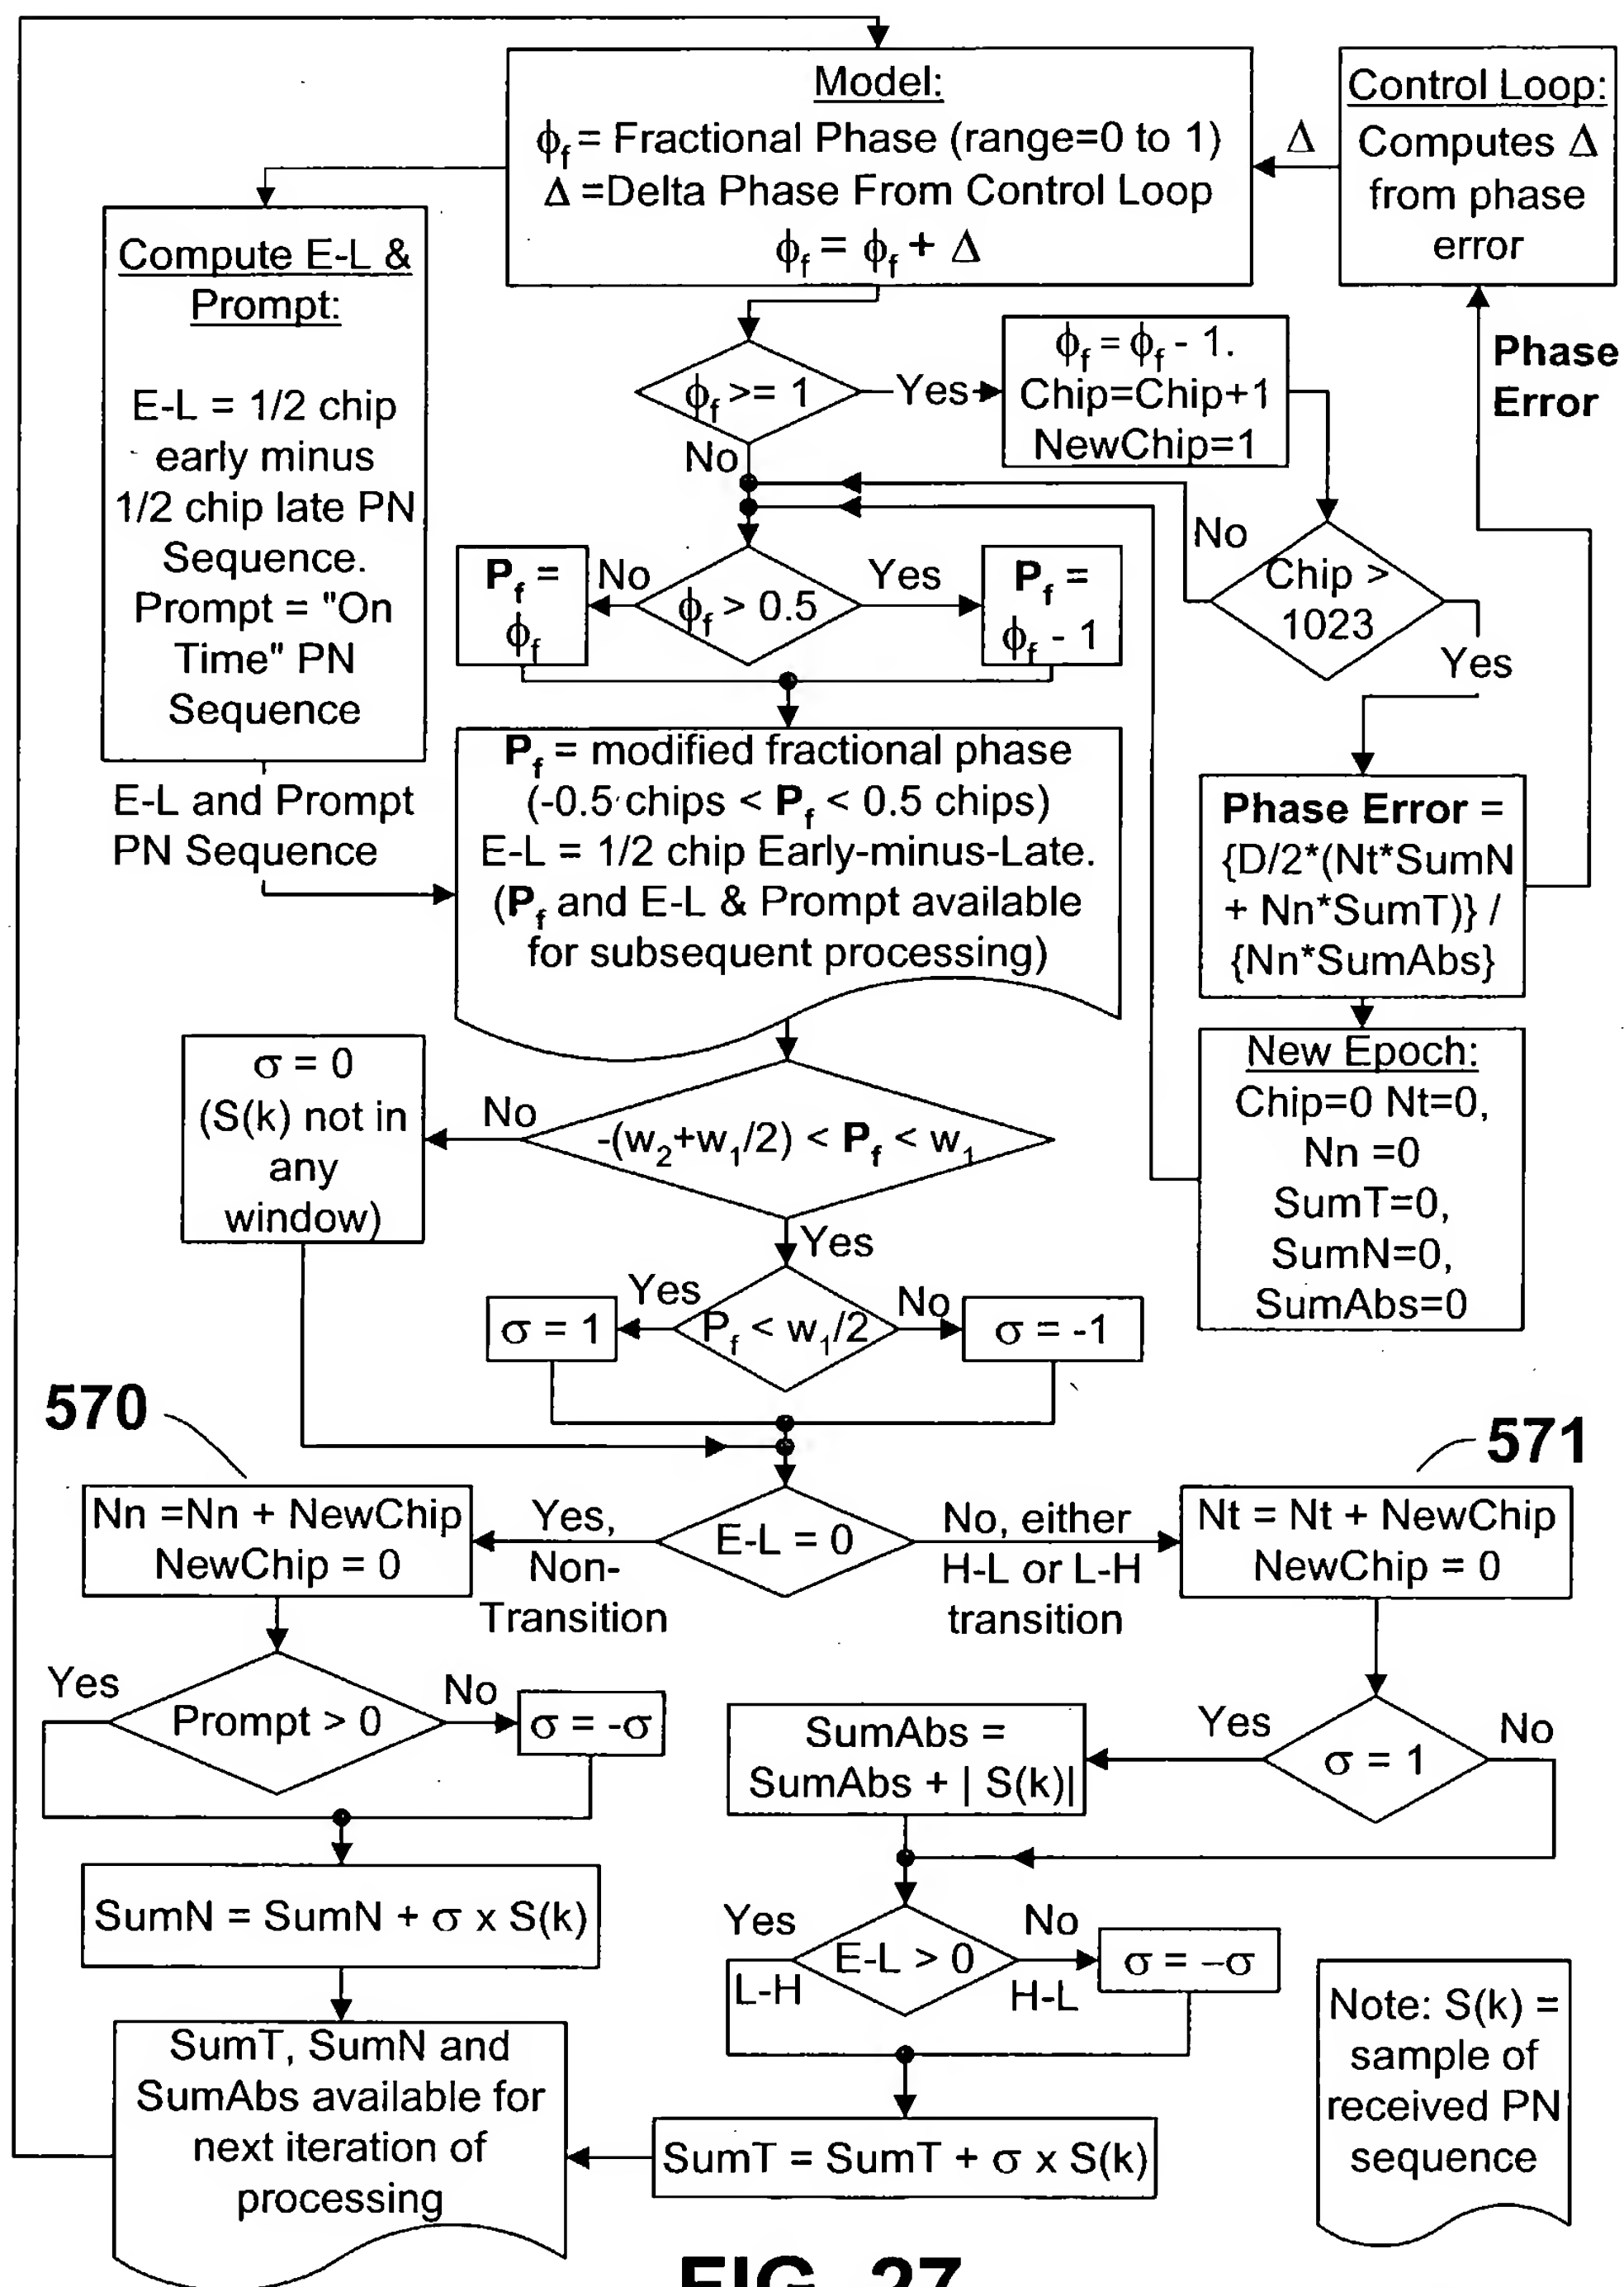 Model:
ϕf = Fractional Phase (range=0 to 1)
Δ =Delta Phase From Control Loop
ϕf = ϕf + Δ
Δ
Control Loop:
Computes Δ
from phase
error
Compute E-L &
Prompt:
E-L = 1/2 chip
early minus
1/2 chip late PN
Sequence.
Prompt = "On
Time" PN
Sequence
ϕf >= 1
Yes
No
ϕf = ϕf - 1.
Chip=Chip+1
NewChip=1
Phase
Error
No
Chip >
1023
Yes
Pf =
ϕf
No
ϕf > 0.5
Yes
Pf =
ϕf - 1
E-L and Prompt
PN Sequence
Pf = modified fractional phase
(-0.5 chips < Pf < 0.5 chips)
E-L = 1/2 chip Early-minus-Late.
(Pf and E-L & Prompt available
for subsequent processing)
Phase Error =
{D/2*(Nt*SumN
+ Nn*SumT)} /
{Nn*SumAbs}
New Epoch:
Chip=0 Nt=0,
Nn =0
SumT=0,
SumN=0,
SumAbs=0
σ = 0
(S(k) not in
any
window)
No
-(w2+w1/2) < Pf < w1
Yes
σ = 1
Yes
Pf < w1/2
No
σ = -1
570
571
Nn =Nn + NewChip
NewChip = 0
Yes,
Non-
Transition
E-L = 0
No, either
H-L or L-H
transition
Nt = Nt + NewChip
NewChip = 0
Yes
Prompt > 0
No
σ = -σ
SumAbs =
SumAbs + | S(k)|
Yes
σ = 1
No
SumN = SumN + σ x S(k)
Yes
L-H
E-L > 0
No
H-L
σ = –σ
Note: S(k) =
sample of
received PN
sequence
SumT, SumN and
SumAbs available for
next iteration of
processing
SumT = SumT + σ x S(k)
FIG. 27